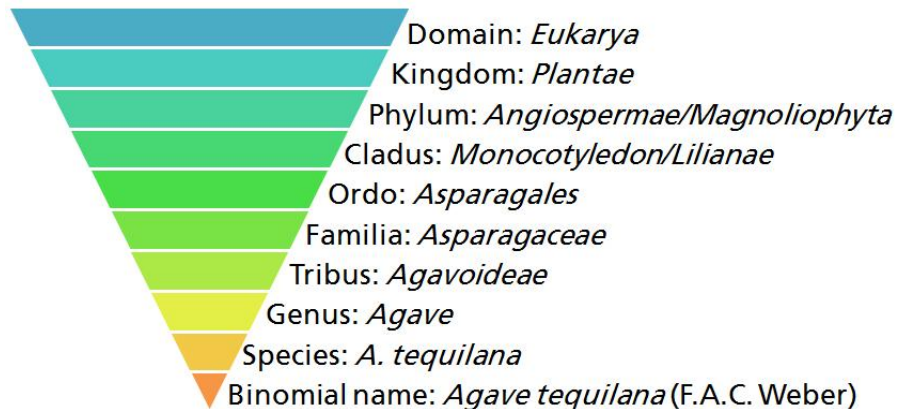 Domain: Eukarya
Kingdom: Plantae
Phylum: Angiospermae/Magnoliophyta
Cladus: Monocotyledon/Lilianae
Ordo: Asparagales
Familia: Asparagaceae
Tribus: Agavoideae
Genus: Agave
Species: A. tequilana
Binomial name: Agave tequilana (F.A.C. Weber)